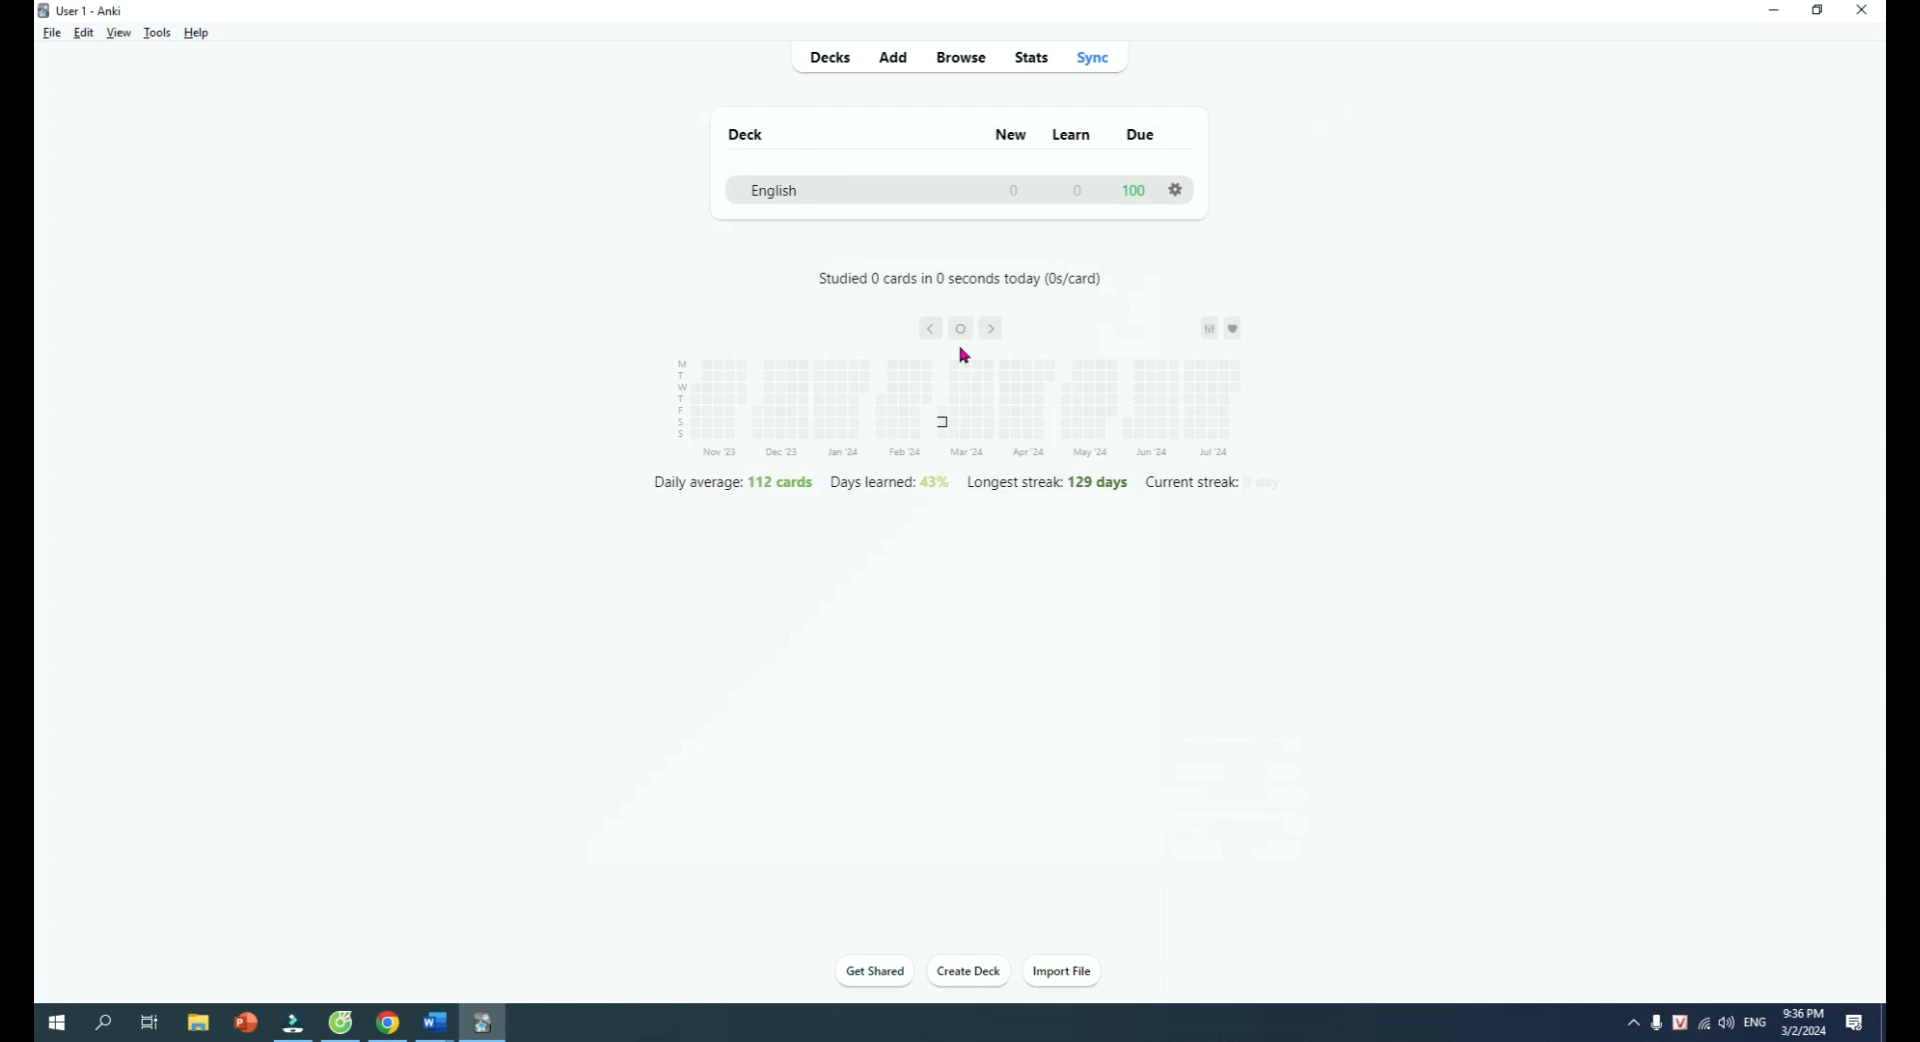 User 1 - Anki
File Edit View Tools Help
Decks Add Browse Stats Sync
Deck New Learn Due
English 0 0 100
Studied 0 cards in 0 seconds today (0s/card)
M
T
W
T
F
S
S
Nov '23 Dec '23 Jan '24 Feb '24 Mar '24 Apr '24 May '24 Jun '24 Jul '24
Daily average: 112 cards Days learned: 43% Longest streak: 129 days Current streak: 0 day
Get Shared Create Deck Import File
ENG
9:36 PM
3/2/2024